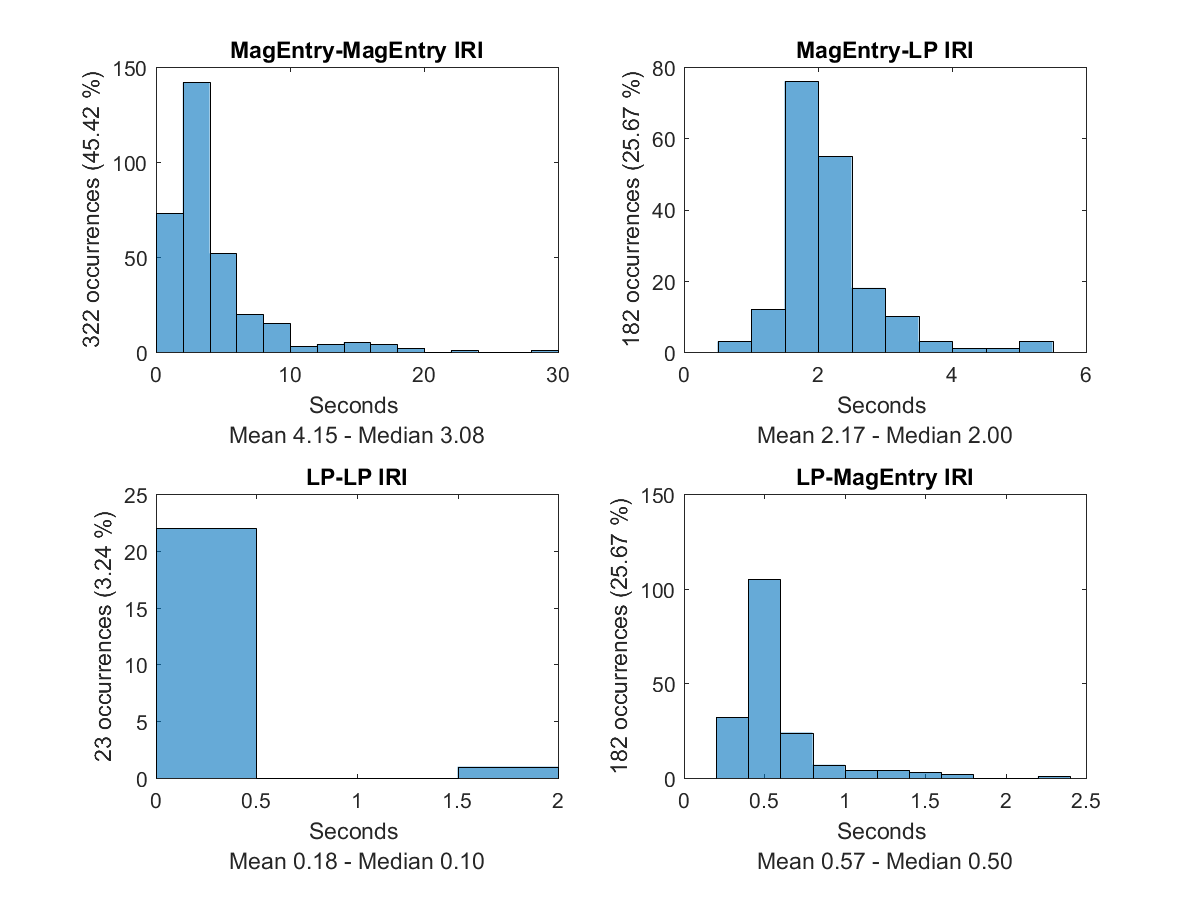 MagEntry-MagEntry IRI
322 occurrences (45.42 %)
150
100
50
0
0 10 20 30
Seconds
Mean 4.15 - Median 3.08
MagEntry-LP IRI
182 occurrences (25.67 %)
80
60
40
20
0
0 2 4 6
Seconds
Mean 2.17 - Median 2.00
LP-LP IRI
23 occurrences (3.24 %)
25
20
15
10
5
0
0 0.5 1 1.5 2
Seconds
Mean 0.18 - Median 0.10
LP-MagEntry IRI
182 occurrences (25.67 %)
150
100
50
0
0 0.5 1 1.5 2 2.5
Seconds
Mean 0.57 - Median 0.50